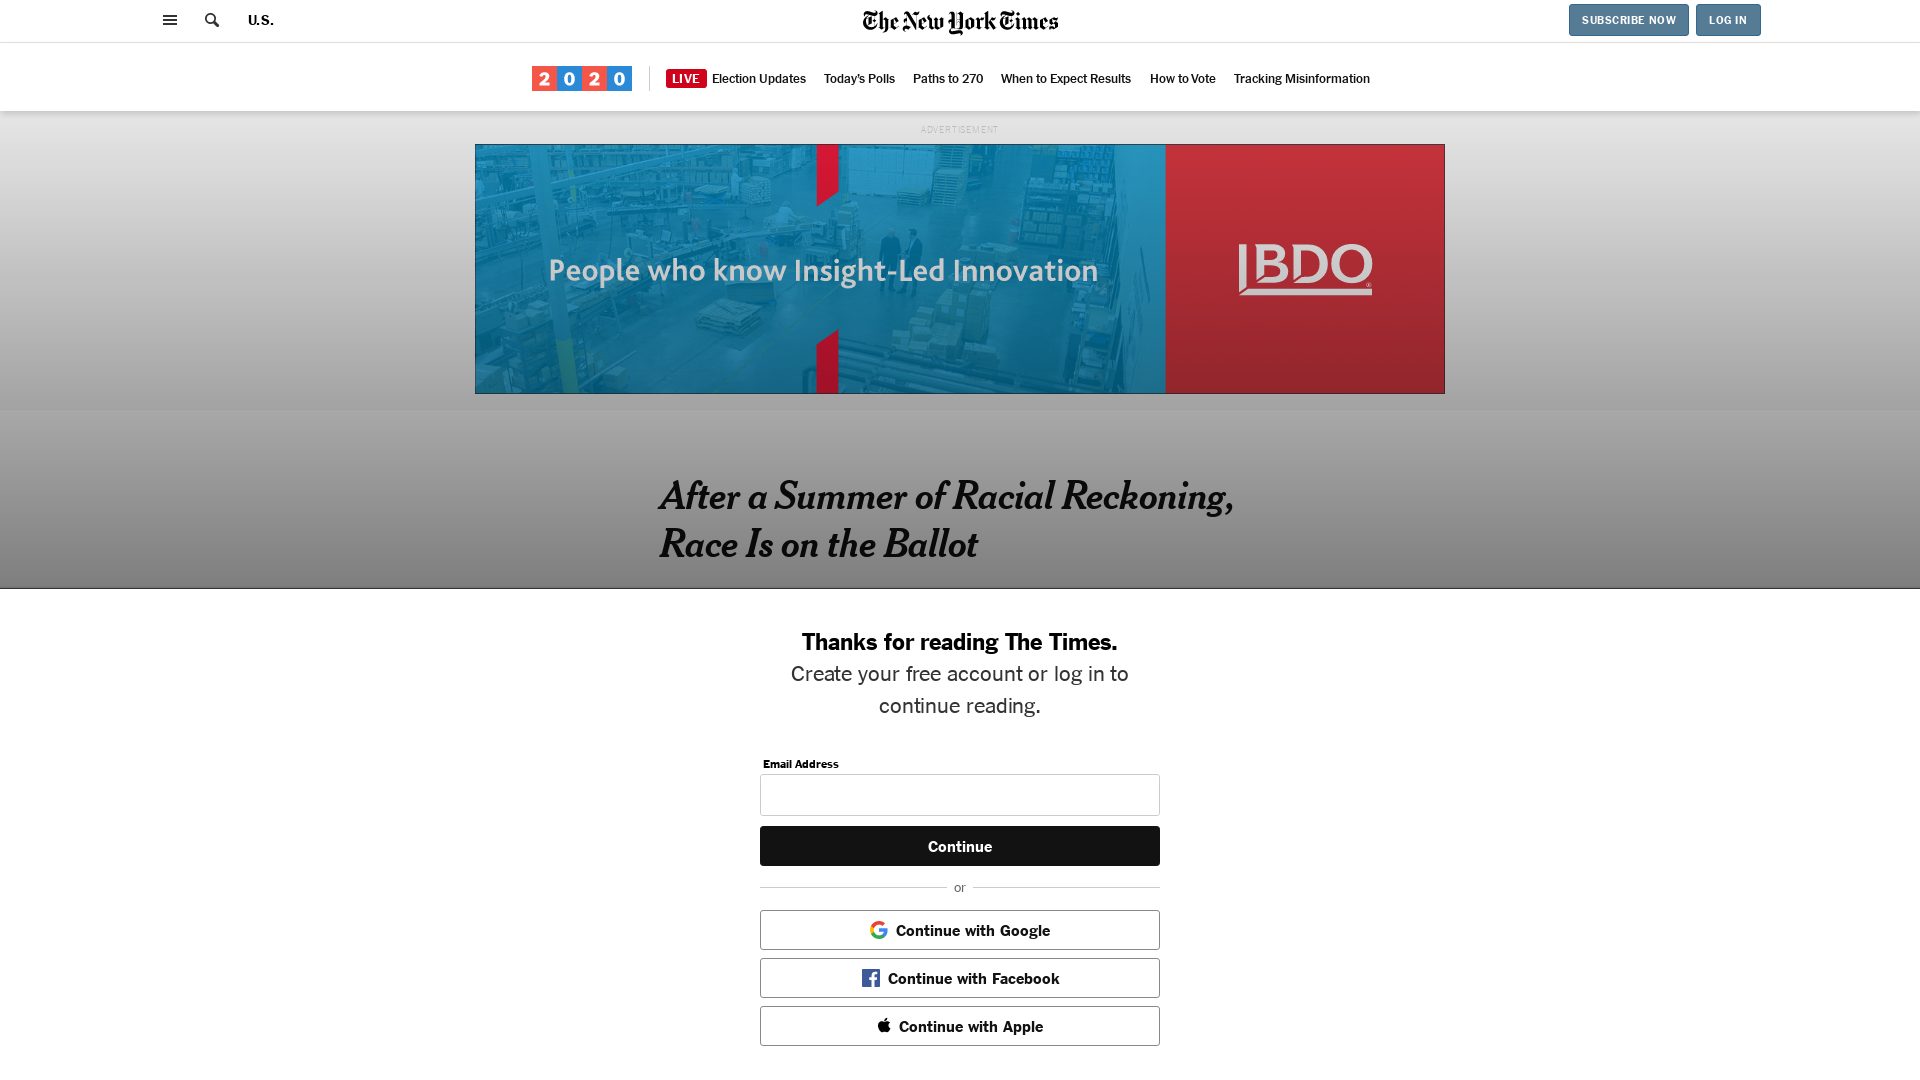 U.S.
The New York Times
SUBSCRIBE NOW
LOG IN
2020
LIVE Election Updates Today's Polls Paths to 270 When to Expect Results How to Vote Tracking Misinformation
ADVERTISEMENT
People who know Insight-Led Innovation
BDO
After a Summer of Racial Reckoning,
Race Is on the Ballot
Thanks for reading The Times.
Create your free account or log in to
continue reading.
Email Address
Continue
or
Continue with Google
Continue with Facebook
Continue with Apple